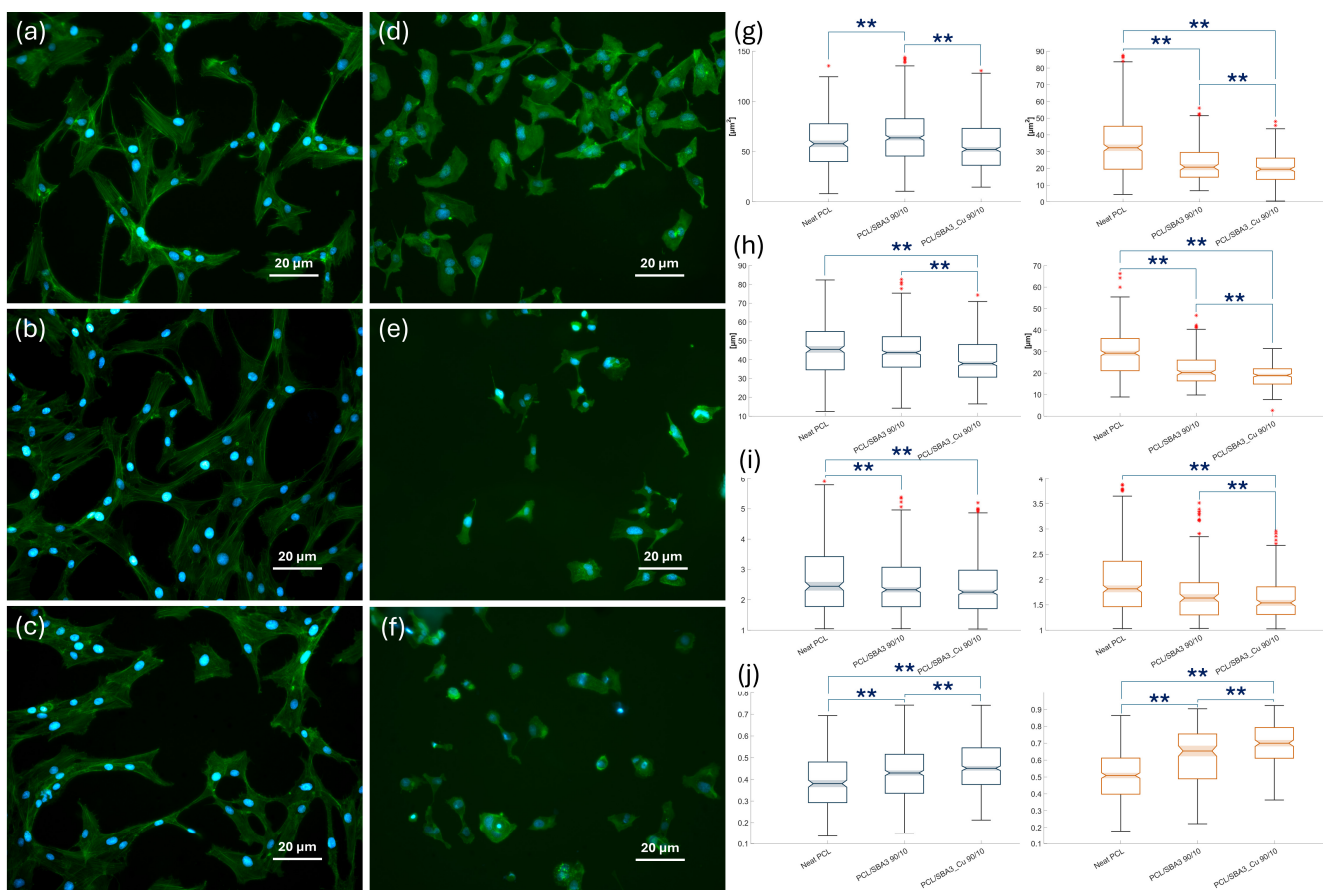 (a)
20 µm
(b)
20 µm
(c)
20 µm
(d)
20 µm
(e)
20 µm
(f)
20 µm
(g)
** **
150
100
50
0
[µm²]
Neat PCL
PCL/SBA3 90/10
PCL/SBA3_Cu 90/10
**
**
**
90
80
70
60
50
40
30
20
10
0
[µm²]
Neat PCL
PCL/SBA3 90/10
PCL/SBA3_Cu 90/10
(h)
**
**
90
80
70
60
50
40
30
20
10
[µm]
Neat PCL
PCL/SBA3 90/10
PCL/SBA3_Cu 90/10
**
**
**
70
60
50
40
30
20
10
0
[µm]
Neat PCL
PCL/SBA3 90/10
PCL/SBA3_Cu 90/10
(i)
**
**
6
5
4
3
2
1
Neat PCL
PCL/SBA3 90/10
PCL/SBA3_Cu 90/10
**
**
4
3.5
3
2.5
2
1.5
1
Neat PCL
PCL/SBA3 90/10
PCL/SBA3_Cu 90/10
(j)
**
** **
0.8
0.7
0.6
0.5
0.4
0.3
0.2
0.1
Neat PCL
PCL/SBA3 90/10
PCL/SBA3_Cu 90/10
**
** **
0.9
0.8
0.7
0.6
0.5
0.4
0.3
0.2
0.1
Neat PCL
PCL/SBA3 90/10
PCL/SBA3_Cu 90/10